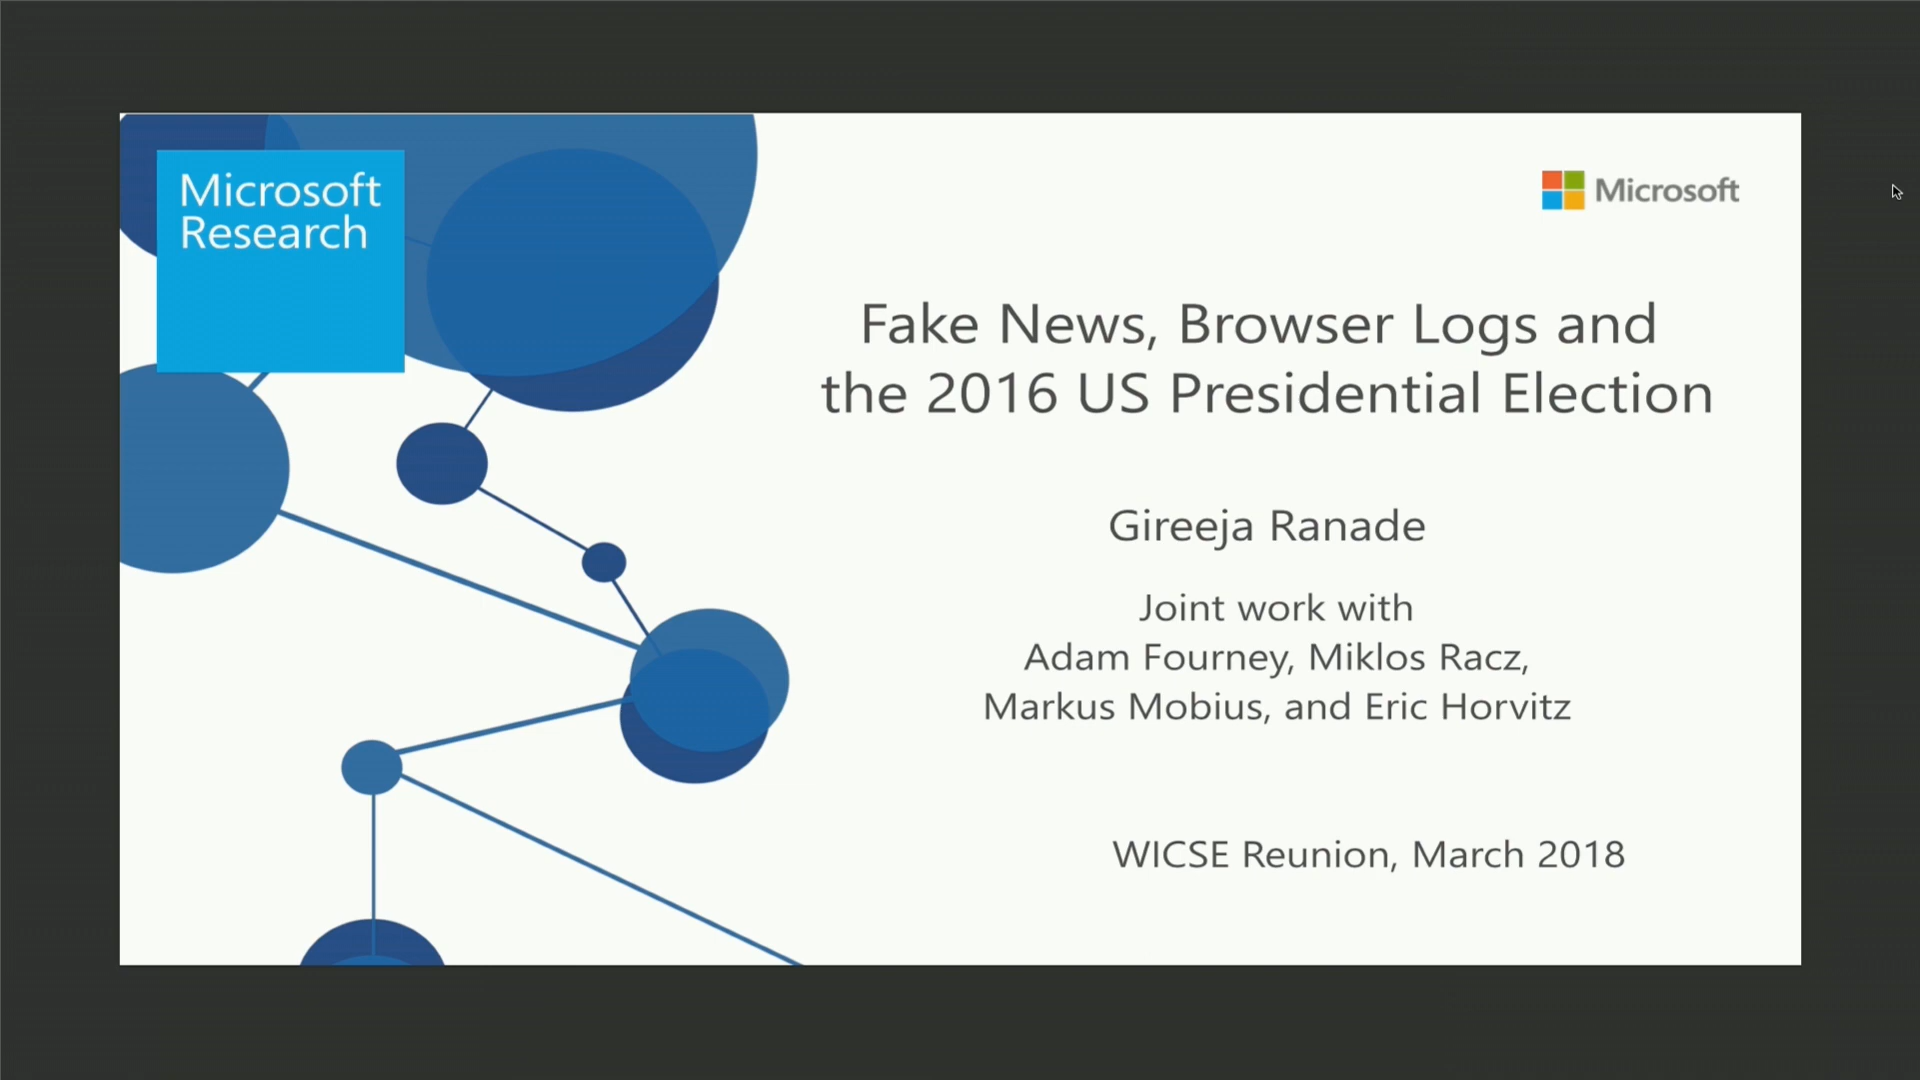 Microsoft
Research
Microsoft
Fake News, Browser Logs and
the 2016 US Presidential Election
Gireeja Ranade
Joint work with
Adam Fourney, Miklos Racz,
Markus Mobius, and Eric Horvitz
WICSE Reunion, March 2018